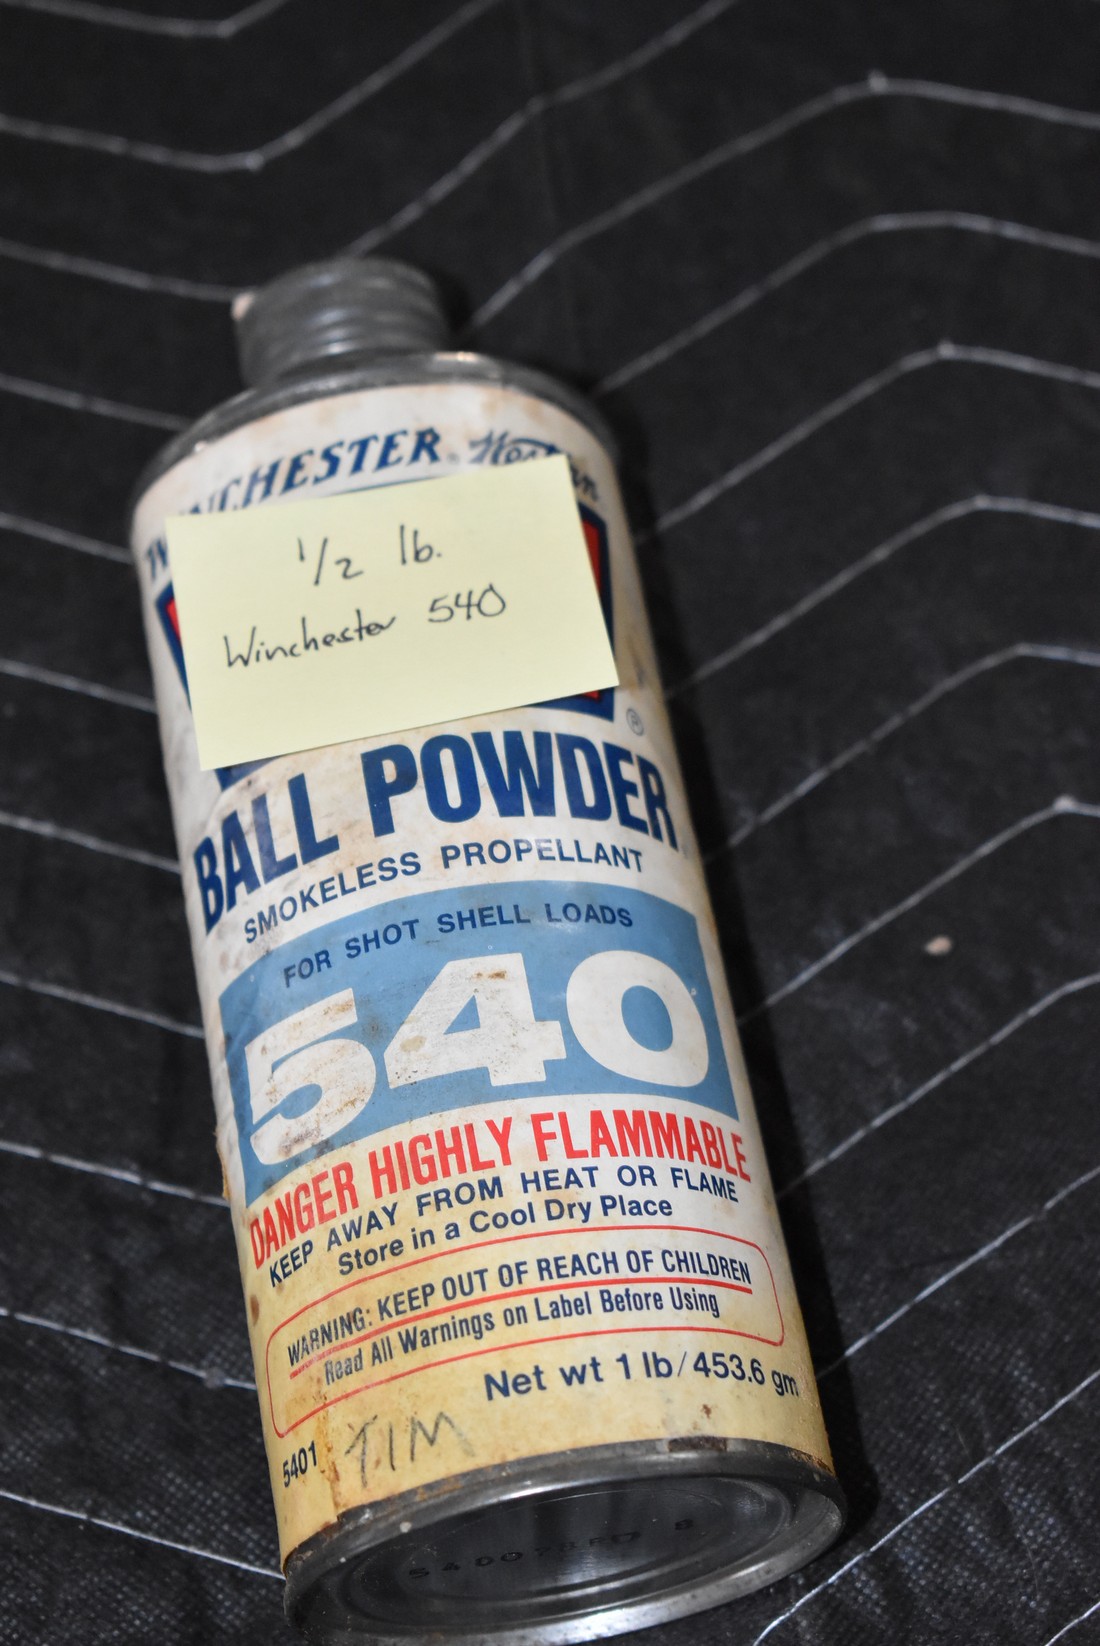 WINCHESTER Western
1/2 lb.
Winchester 540
®
BALL POWDER
SMOKELESS PROPELLANT
FOR SHOT SHELL LOADS
540
DANGER HIGHLY FLAMMABLE
KEEP AWAY FROM HEAT OR FLAME
Store in a Cool Dry Place
WARNING: KEEP OUT OF REACH OF CHILDREN
Read All Warnings on Label Before Using
Net wt 1 lb/453.6 gm
5401 TIM